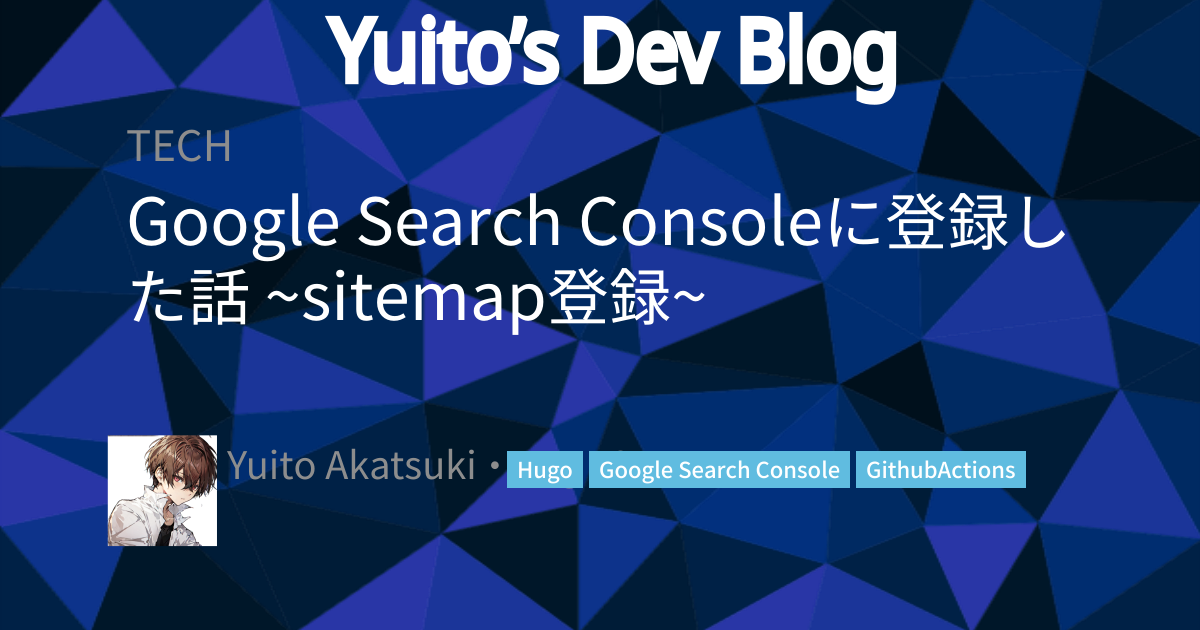 Yuito's Dev Blog
TECH
Google Search Consoleに登録し
た話 ~sitemap登録~
Yuito Akatsuki・ Hugo Google Search Console GithubActions